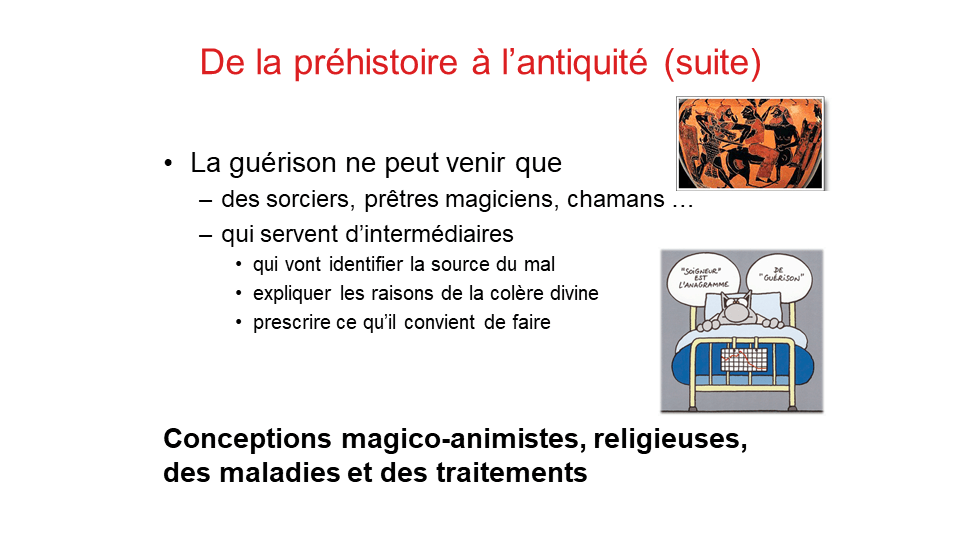 De la préhistoire à l’antiquité (suite)
• La guérison ne peut venir que
– des sorciers, prêtres magiciens, chamans …
– qui servent d’intermédiaires
• qui vont identifier la source du mal
• expliquer les raisons de la colère divine
• prescrire ce qu’il convient de faire
"SOIGNEUR"
EST
L'ANAGRAMME
DE
"GUÉRISON"
Conceptions magico-animistes, religieuses,
des maladies et des traitements